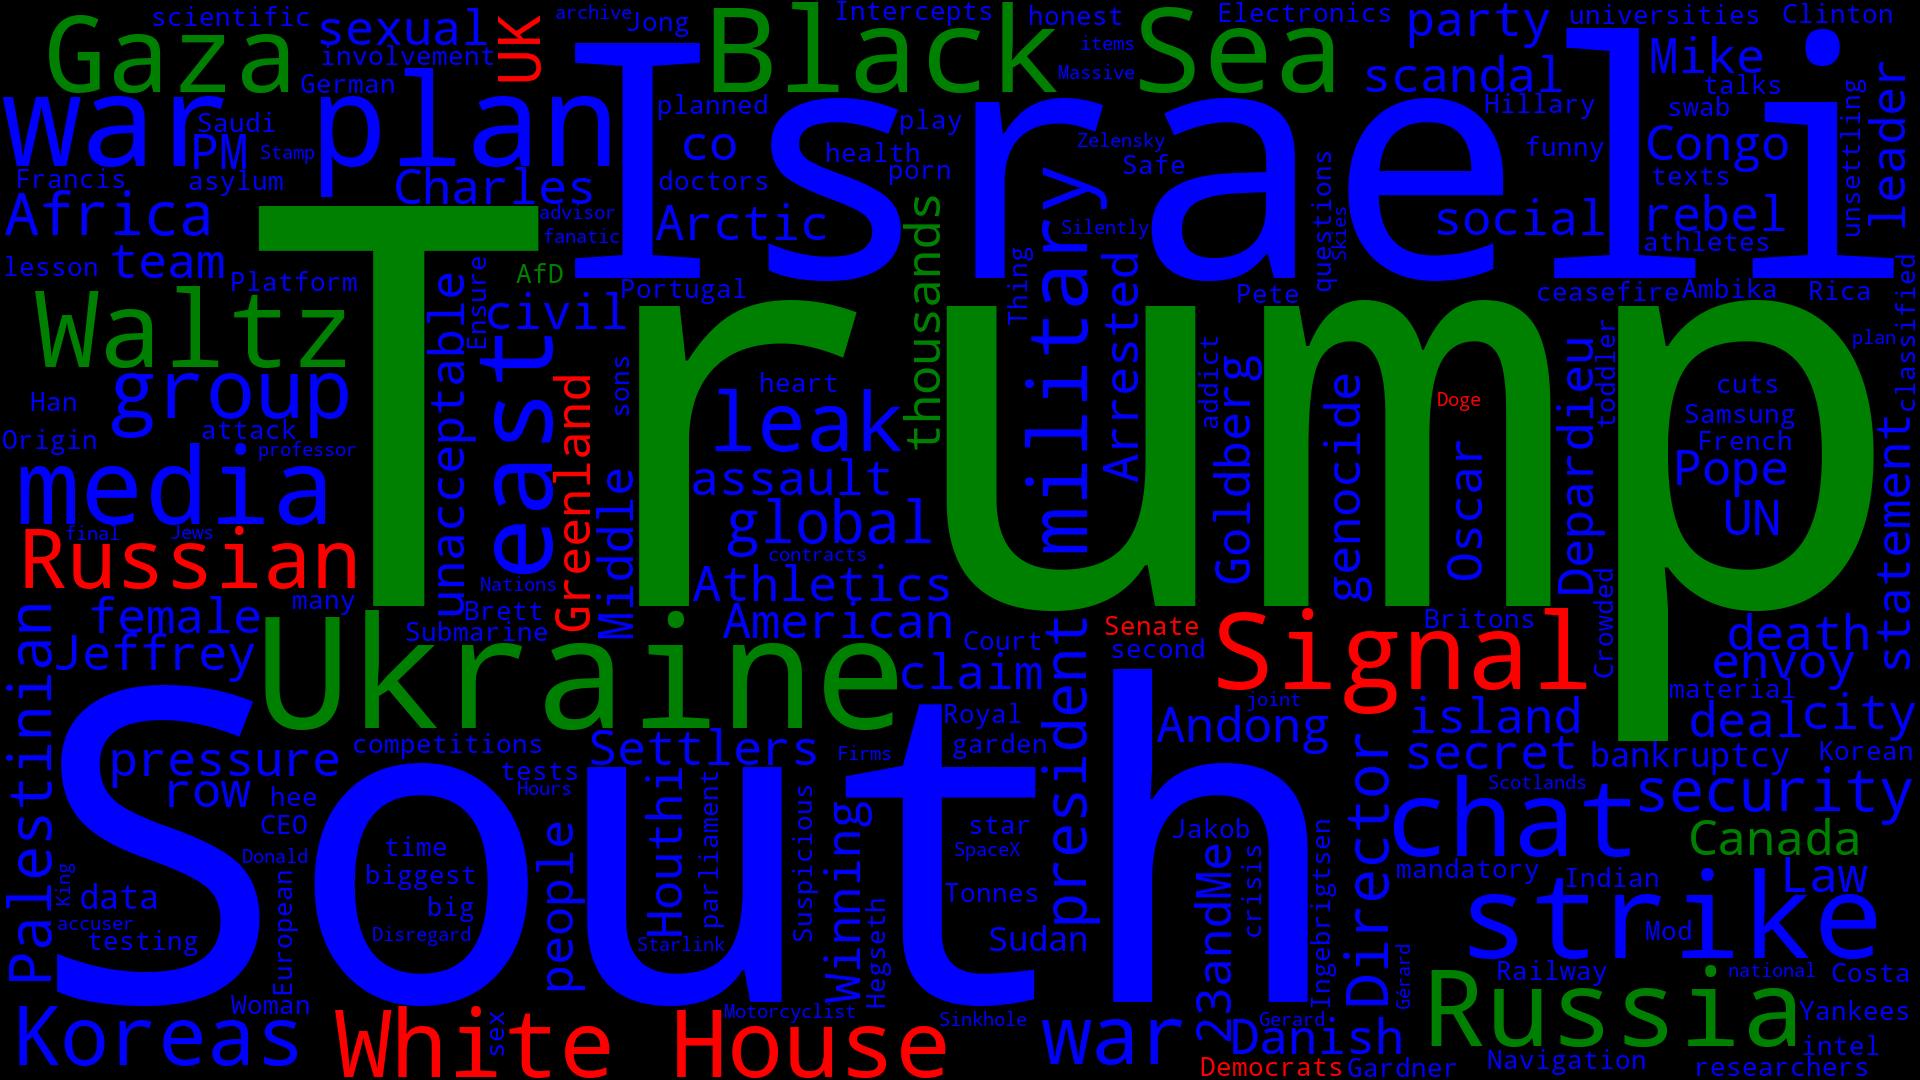 scientific
sexual
UK
archive
Jong
Black Sea
Intercepts
honest
Electronics
party
universities
Clinton
Gaza
involvement
German
Israeli
items
Massive
scandal
Mike
talks
leader
war
plan
Saudi
PM
Stamp
planned
co
play
Zelensky
Safe
Hillary
swab
Congo
unsettling
Francis
asylum
Charles
health
porn
doctors
funny
texts
Africa
advisor
fanatic
Arctic
thousands
military
Silently
questions
Skies
social
rebel
athletes
lesson
team
Platform
AfD
Portugal
Thing
Arrested
Pete
ceasefire
Ambika
Rica
classified
Waltz
Trump
unacceptable
Ensure
civil
east
Greenland
sons
heart
addict
Goldberg
genocide
Doge
Depardieu
toddler
plan
cuts
Samsung
French
Pope
UN
Han
group
Origin
attack
professor
leak
assault
Oscar
statement
media
final
Jews
Middle
global
contracts
Russian
Nations
Athletics
many
female
Brett
Submarine
American
Court
Senate
second
Signal
Britons
Crowded
death
envoy
Palestinian
Jeffrey
Ukraine
claim
president
joint
material
island
deal
city
South
Royal
garden
Andong
secret
bankruptcy
Korean
pressure
competitions
Settlers
Firms
Director
Scotlands
row
hee
tests
Hours
Houthi
parliament
Suspicious
Winning
chat
security
CEO
Donald
time
biggest
big
Disregard
people
star
SpaceX
Jakob
Canada
King
data
accuser
testing
European
Starlink
Hegseth
Tonnes
Sudan
23andMe
crisis
Ingebrigtsen
mandatory
Indian
Law
strike
Mod
Gérard
Railway
national
Costa
Woman
Koreas
White House
sex
Motorcyclist
Sinkhole
war
Gerard
Danish
Russia
Yankees
intel
Democrats
Gardner
Navigation
researchers